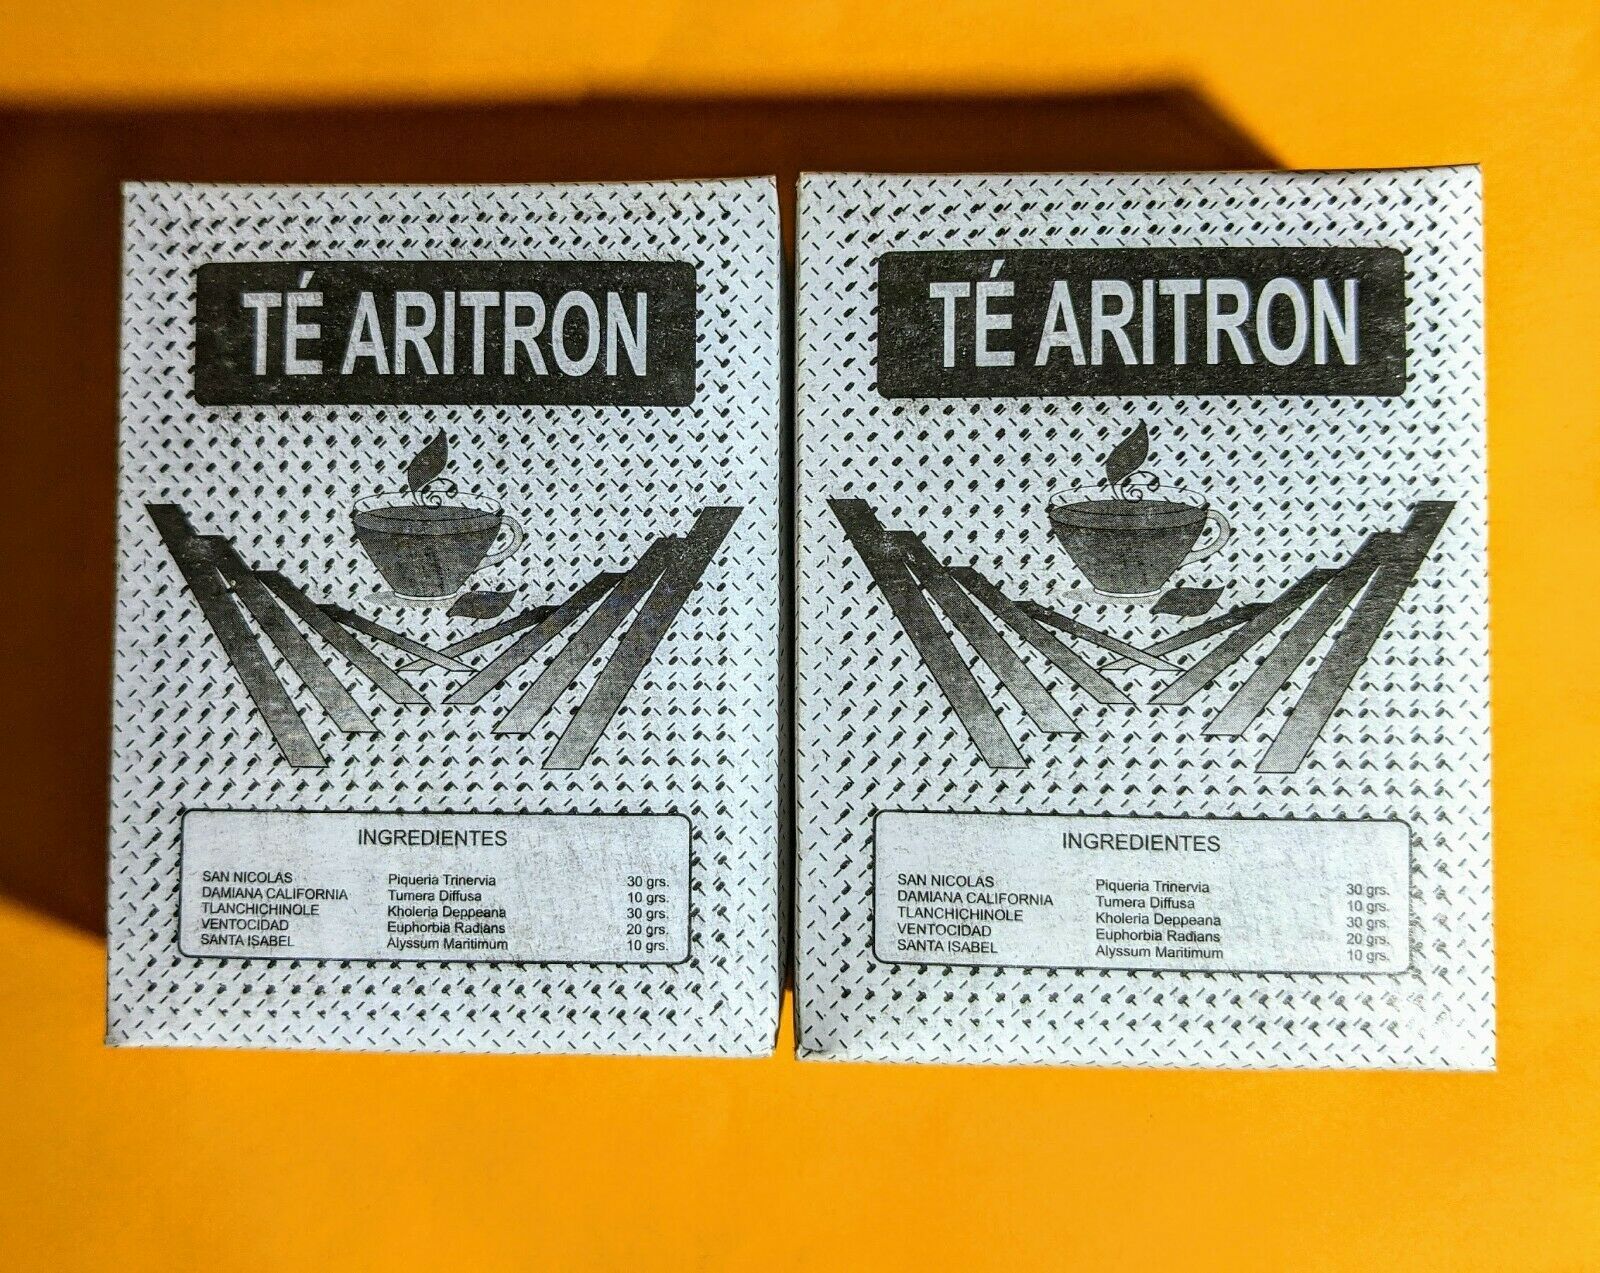 TÉ ARITRON
INGREDIENTES
SAN NICOLAS Piqueria Trinervia 30 grs.
DAMIANA CALIFORNIA Tumera Diffusa 10 grs.
TLANCHICHINOLE Kholeria Deppeana 30 grs.
VENTOCIDAD Euphorbia Radians 20 grs.
SANTA ISABEL Alyssum Maritimum 10 grs.
TÉ ARITRON
INGREDIENTES
SAN NICOLAS Piqueria Trinervia 30 grs.
DAMIANA CALIFORNIA Tumera Diffusa 10 grs.
TLANCHICHINOLE Kholeria Deppeana 30 grs.
VENTOCIDAD Euphorbia Radians 20 grs.
SANTA ISABEL Alyssum Maritimum 10 grs.